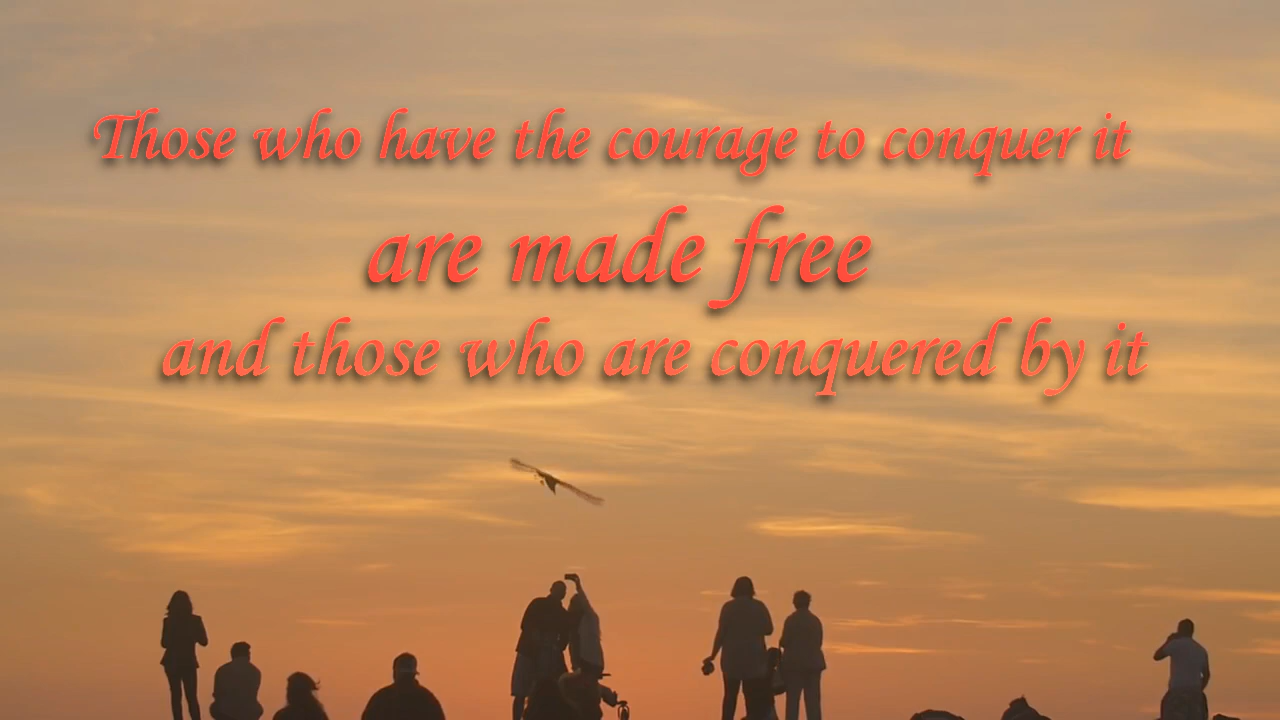 Those who have the courage to conquer it
are made free
and those who are conquered by it